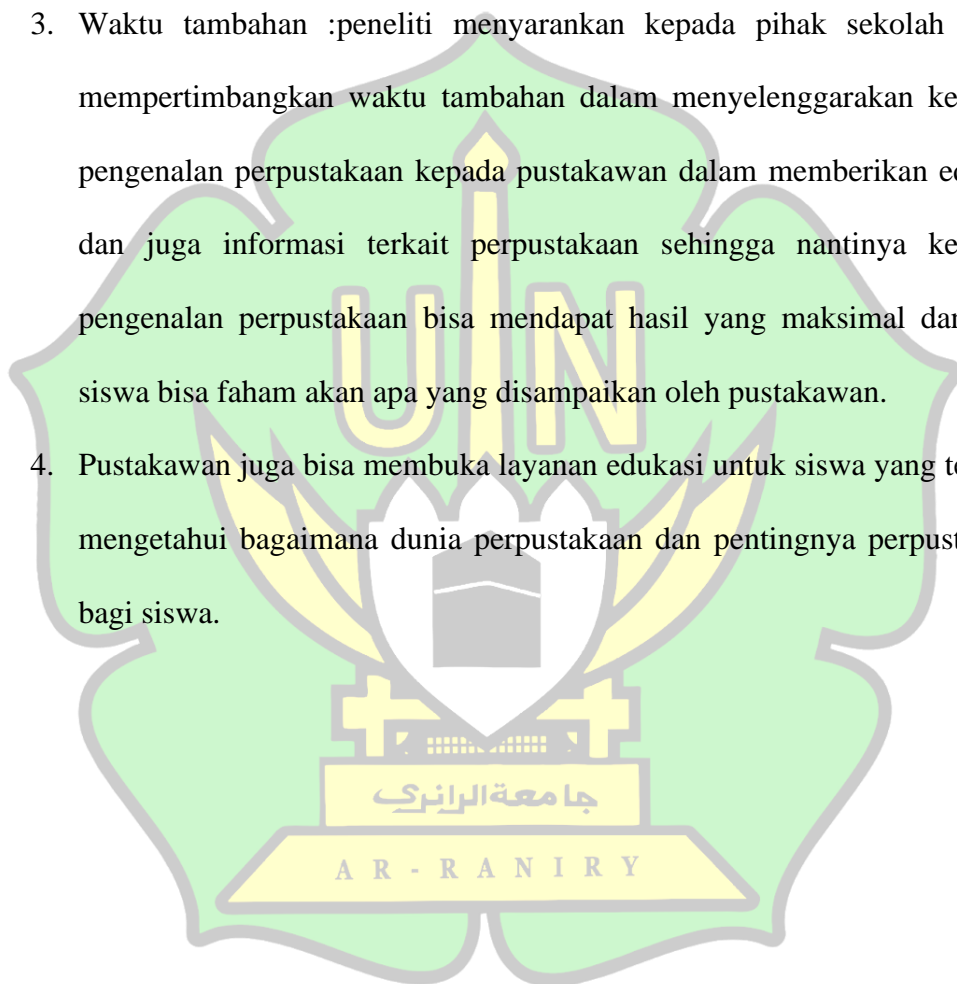 3. Waktu tambahan :peneliti menyarankan kepada pihak sekolah
mempertimbangkan waktu tambahan dalam menyelenggarakan
pengenalan perpustakaan kepada pustakawan dalam memberikan
dan juga informasi terkait perpustakaan sehingga nantinya
pengenalan perpustakaan bisa mendapat hasil yang maksimal
siswa bisa faham akan apa yang disampaikan oleh pustakawan.
4. Pustakawan juga bisa membuka layanan edukasi untuk siswa yang
mengetahui bagaimana dunia perpustakaan dan pentingnya
bagi siswa.
UIN
جامعةالرانري
AR-RANIRY